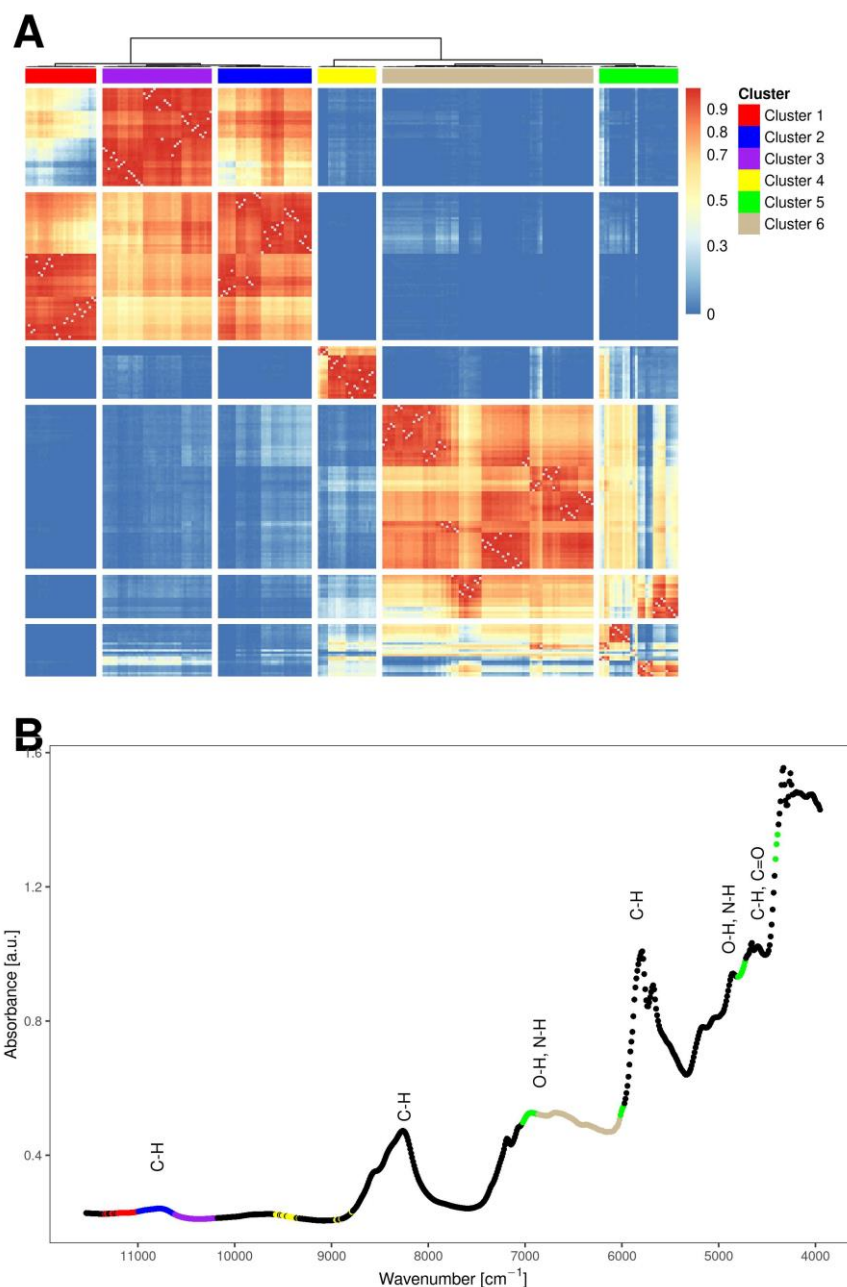 A
Cluster
Cluster 1
Cluster 2
Cluster 3
Cluster 4
Cluster 5
Cluster 6
0.9
0.8
0.7
0.5
0.3
0
B
1.6
1.2
0.8
0.4
Absorbance [a.u.]
C-H
C-H
O-H, N-H
C-H
O-H, N-H
C-H, C=O
11000 10000 9000 8000 7000 6000 5000 4000
Wavenumber [cm⁻¹]